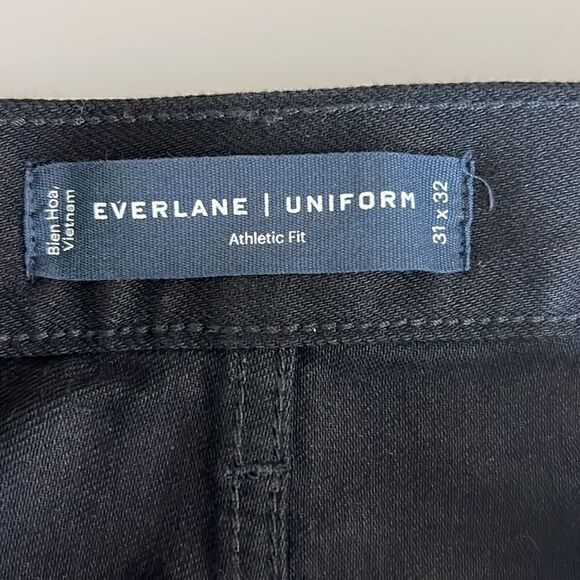 Bien Hoa,
Vietnam
EVERLANE | UNIFORM
Athletic Fit
31 x 32